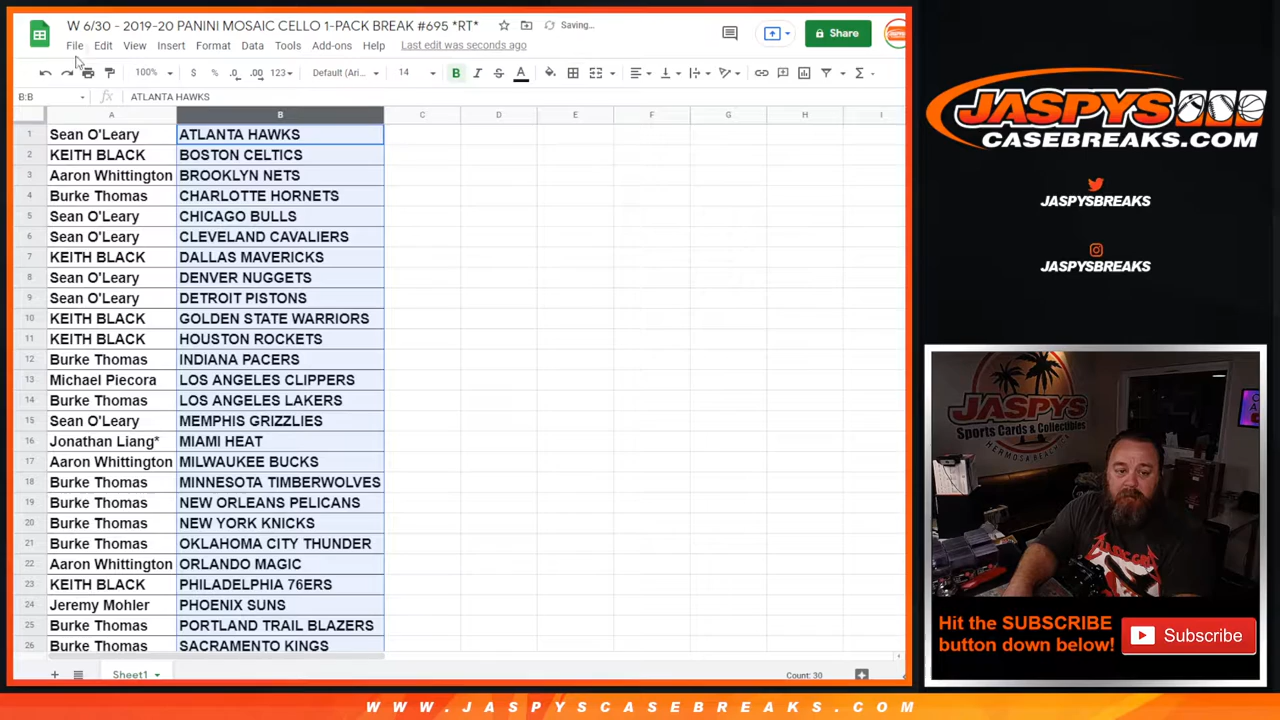 W 6/30 - 2019-20 PANINI MOSAIC CELLO 1-PACK BREAK #695 *RT*
Saving...
File Edit View Insert Format Data Tools Add-ons Help Last edit was seconds ago
Share
100% $ % .0 .00 123 Default (Ari... 14 B I S A
B:B fx ATLANTA HAWKS
A B C D E F G H I
1 Sean O'Leary ATLANTA HAWKS
2 KEITH BLACK BOSTON CELTICS
3 Aaron Whittington BROOKLYN NETS
4 Burke Thomas CHARLOTTE HORNETS
5 Sean O'Leary CHICAGO BULLS
6 Sean O'Leary CLEVELAND CAVALIERS
7 KEITH BLACK DALLAS MAVERICKS
8 Sean O'Leary DENVER NUGGETS
9 Sean O'Leary DETROIT PISTONS
10 KEITH BLACK GOLDEN STATE WARRIORS
11 KEITH BLACK HOUSTON ROCKETS
12 Burke Thomas INDIANA PACERS
13 Michael Piecora LOS ANGELES CLIPPERS
14 Burke Thomas LOS ANGELES LAKERS
15 Sean O'Leary MEMPHIS GRIZZLIES
16 Jonathan Liang* MIAMI HEAT
17 Aaron Whittington MILWAUKEE BUCKS
18 Burke Thomas MINNESOTA TIMBERWOLVES
19 Burke Thomas NEW ORLEANS PELICANS
20 Burke Thomas NEW YORK KNICKS
21 Burke Thomas OKLAHOMA CITY THUNDER
22 Aaron Whittington ORLANDO MAGIC
23 KEITH BLACK PHILADELPHIA 76ERS
24 Jeremy Mohler PHOENIX SUNS
25 Burke Thomas PORTLAND TRAIL BLAZERS
26 Burke Thomas SACRAMENTO KINGS
Sheet1
Count: 30
JASPYS
CASEBREAKS.COM
JASPYSBREAKS
JASPYSBREAKS
JASPYS
Sports Cards & Collectibles
HERMOSA BEACH
Hit the SUBSCRIBE
button down below!
Subscribe
WWW.JASPYSCASEBREAKS.COM